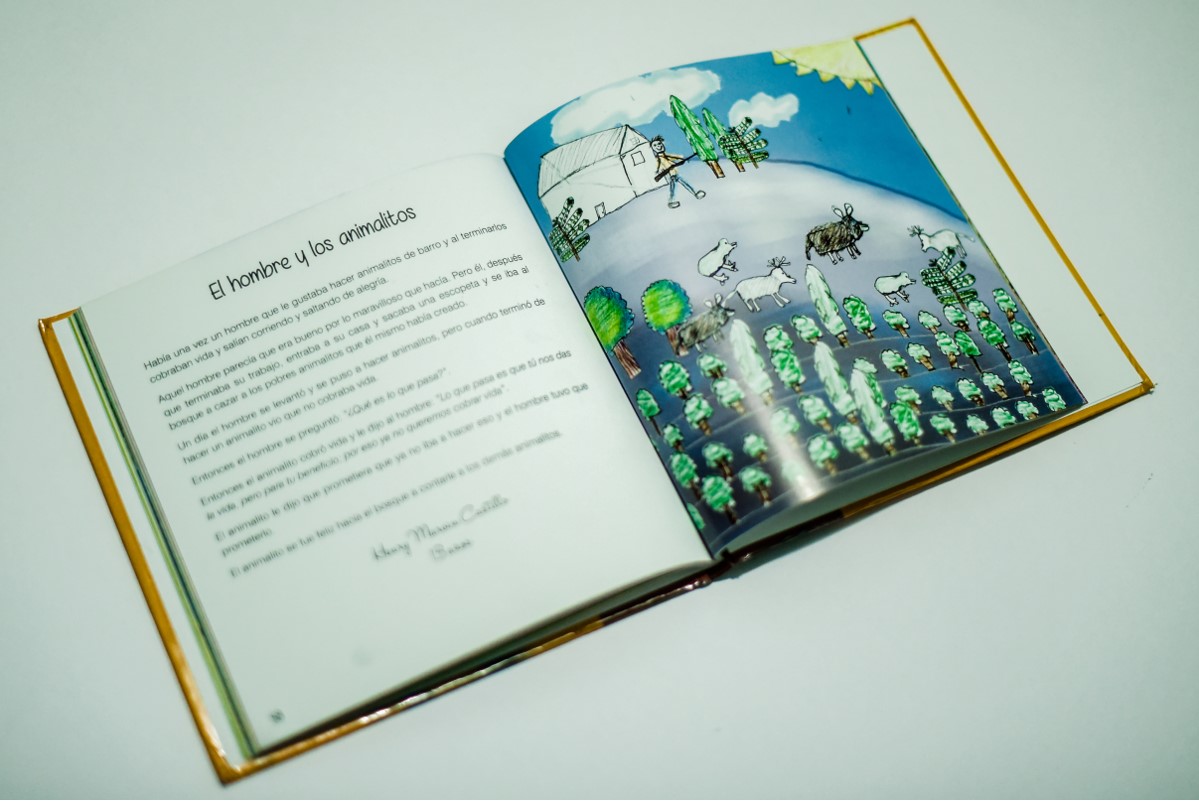 El hombre y los animalitos
Había una vez un hombre que le gustaba hacer animalitos de barro y al terminarlos
cobraban vida y salían corriendo y saltando de alegría.
Aquel hombre parecía que era bueno por lo maravilloso que hacía. Pero él, después
que terminaba su trabajo, entraba a su casa y sacaba una escopeta y se iba al
bosque a cazar a los pobres animalitos que él mismo había creado.
Un día el hombre se levantó y se puso a hacer animalitos, pero cuando terminó de
hacer un animalito vio que no cobraba vida.
Entonces el hombre se preguntó: "¿Qué es lo que pasa?".
Entonces el animalito cobró vida y le dijo al hombre: "Lo que pasa es que tú nos das
la vida, pero para tu beneficio; por eso ya no queremos cobrar vida".
El animalito le dijo que prometiera que ya no iba a hacer eso y el hombre tuvo que
prometerlo.
El animalito se fue feliz hacia el bosque a contarle a los demás animalitos.
Henry Castillo